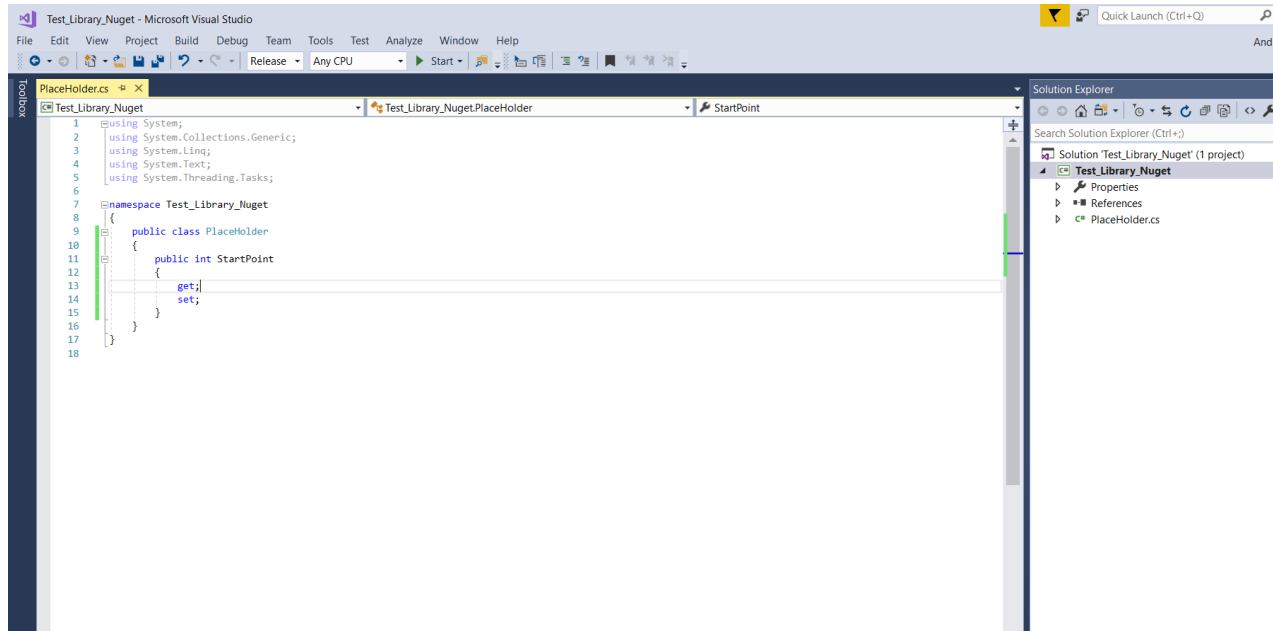 Test_Library_Nuget - Microsoft Visual Studio
Quick Launch (Ctrl+Q)
File Edit View Project Build Debug Team Tools Test Analyze Window Help
And
Release Any CPU Start
Toolbox
PlaceHolder.cs
Test_Library_Nuget Test_Library_Nuget.PlaceHolder StartPoint
1 using System;
2 using System.Collections.Generic;
3 using System.Linq;
4 using System.Text;
5 using System.Threading.Tasks;
6
7 namespace Test_Library_Nuget
8 {
9 public class PlaceHolder
10 {
11 public int StartPoint
12 {
13 get;
14 set;
15 }
16 }
17 }
18
Solution Explorer
Search Solution Explorer (Ctrl+;)
Solution 'Test_Library_Nuget' (1 project)
C# Test_Library_Nuget
Properties
References
C# PlaceHolder.cs